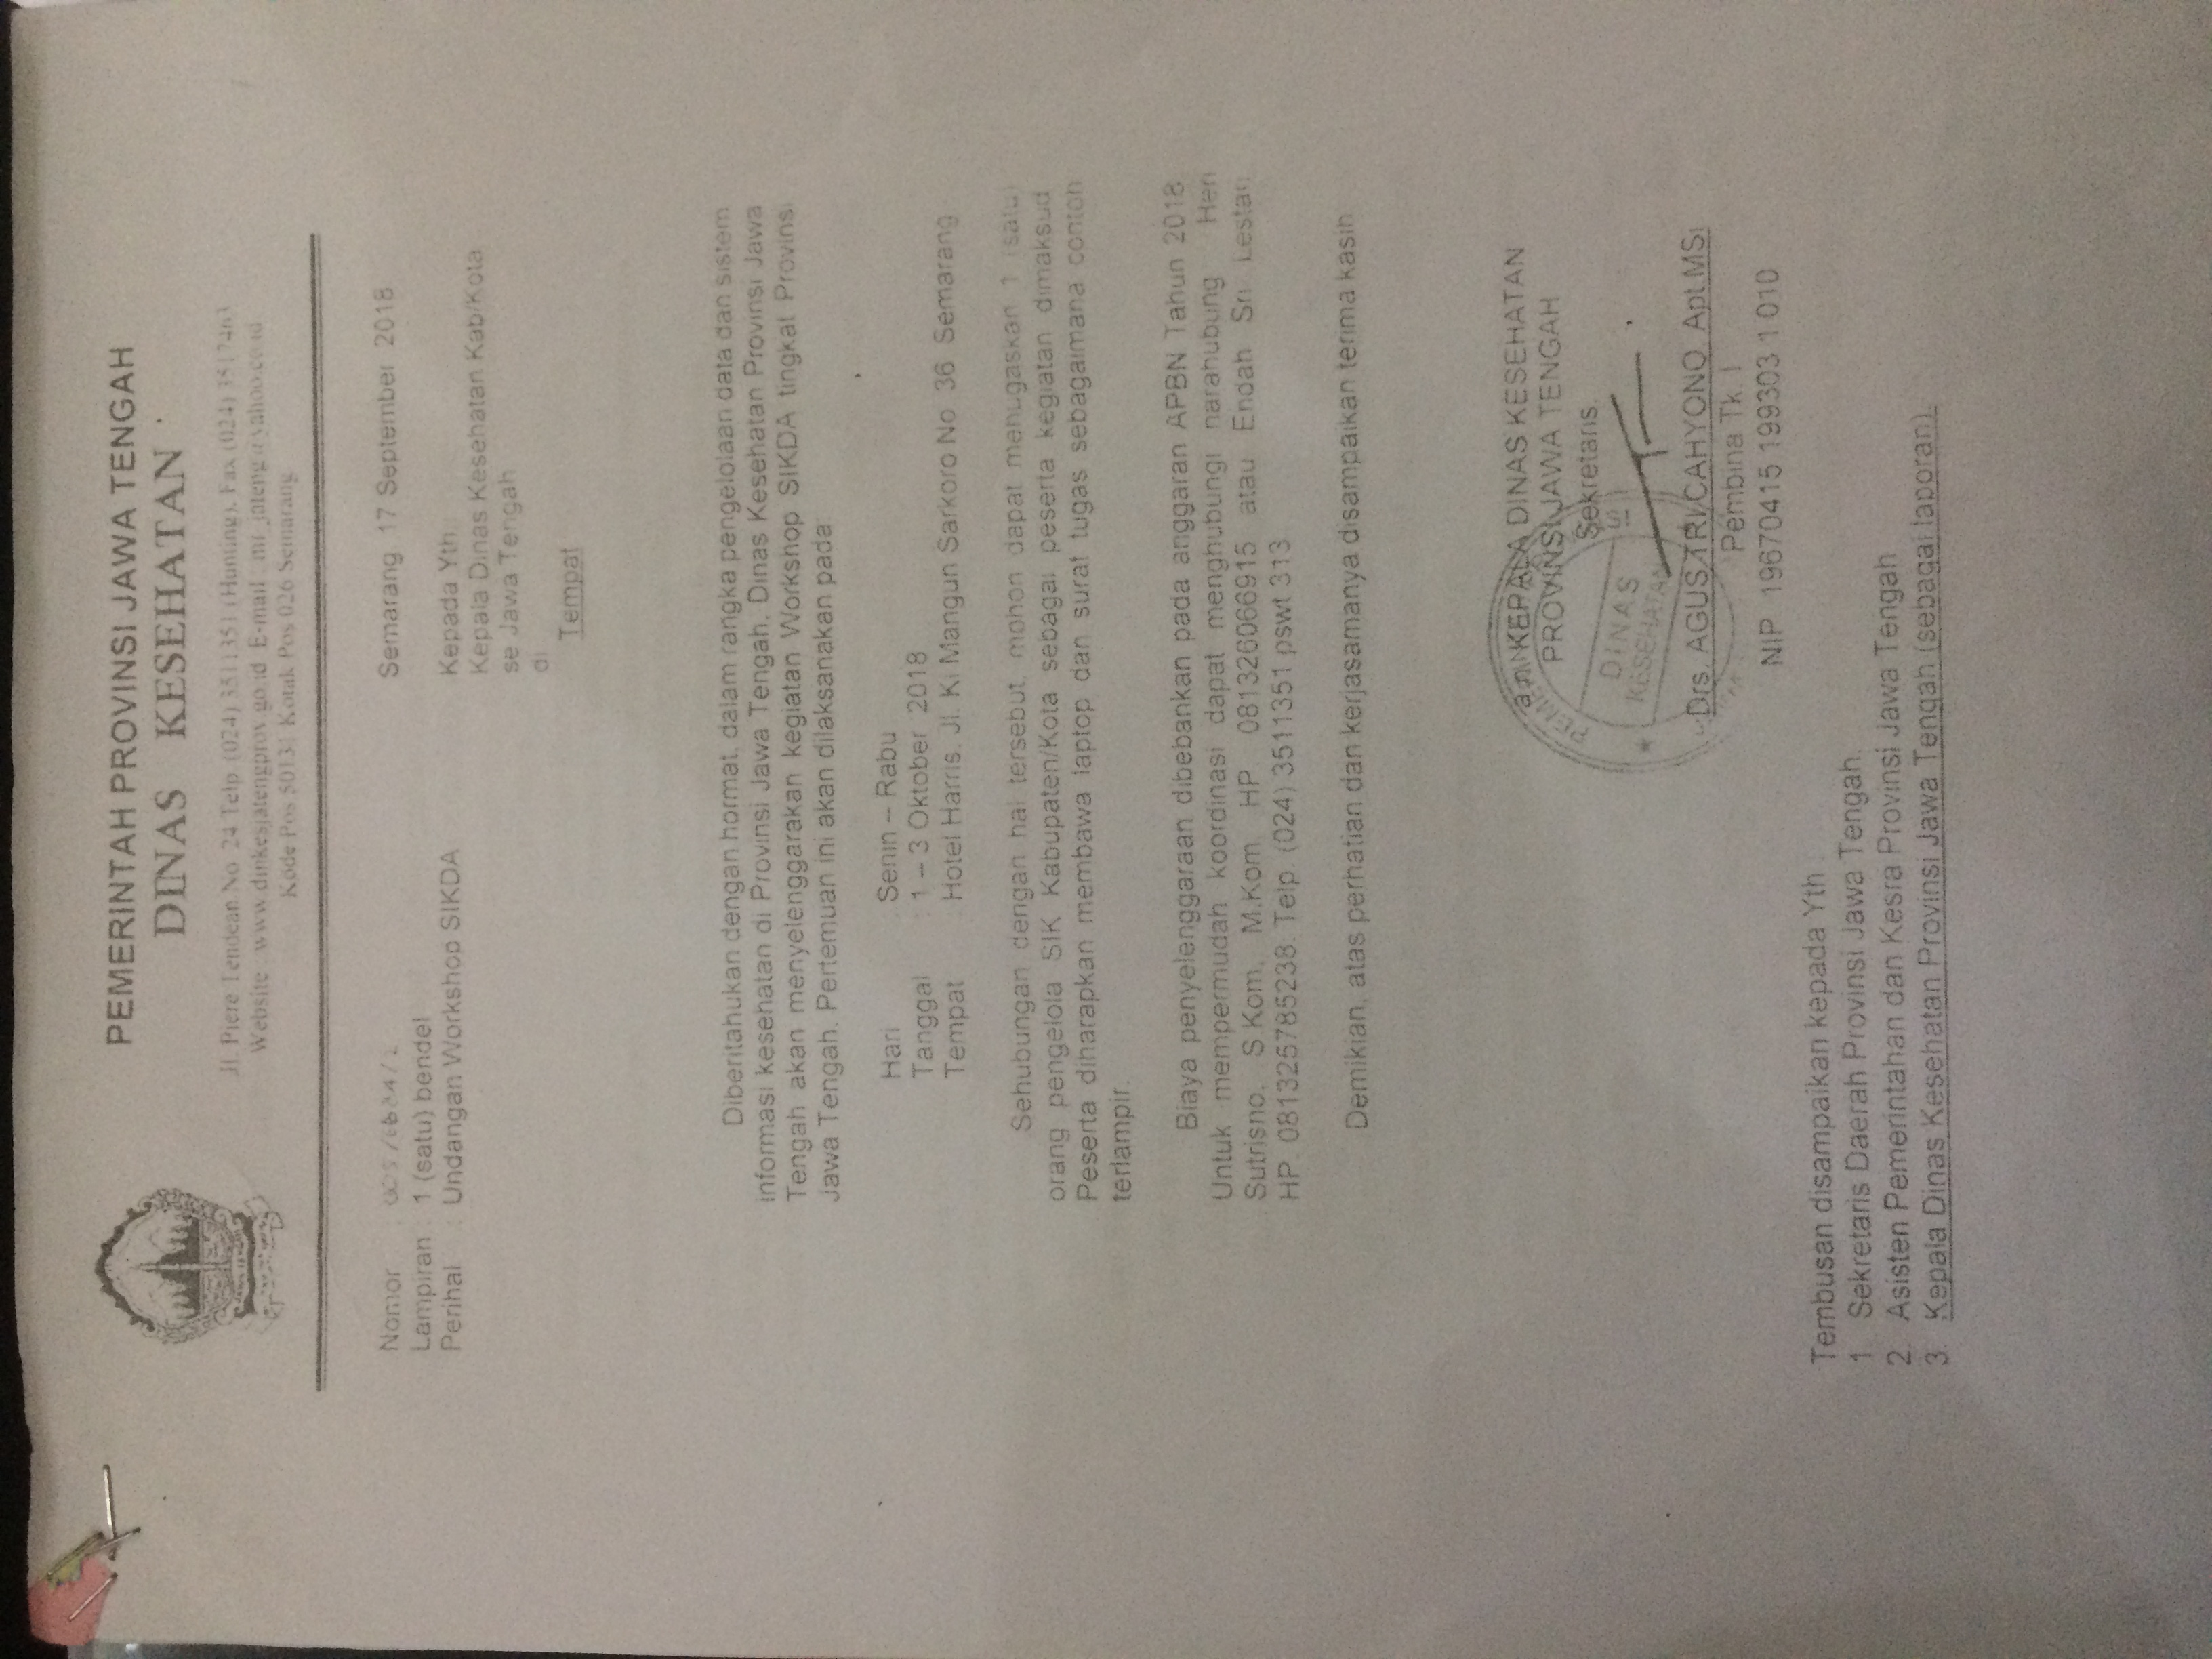 PEMERINTAH PROVINSI JAWA TENGAH
DINAS KESEHATAN
Jl. Piere Tendean No. 24 Telp. (024) 3511351 (Hunting), Fax (024) 3517463
Website : www.dinkesjatengprov.go.id E-mail : mr_jateng@yahoo.co.id
Kode Pos 50131 Kotak Pos 026 Semarang
Nomor :
Semarang, 17 September 2018
Lampiran : 1 (satu) bendel
Perihal : Undangan Workshop SIKDA
Kepada Yth.
Kepala Dinas Kesehatan Kab/Kota
se Jawa Tengah
di
Tempat
Diberitahukan dengan hormat, dalam rangka pengelolaan data dan sistem
informasi kesehatan di Provinsi Jawa Tengah, Dinas Kesehatan Provinsi Jawa
Tengah akan menyelenggarakan kegiatan Workshop SIKDA tingkat Provinsi
Jawa Tengah. Pertemuan ini akan dilaksanakan pada:
Hari : Senin – Rabu
Tanggal : 1 – 3 Oktober 2018
Tempat : Hotel Harris, Jl. Ki Mangun Sarkoro No. 36 Semarang
Sehubungan dengan hal tersebut, mohon dapat menugaskan 1 (satu)
orang pengelola SIK Kabupaten/Kota sebagai peserta kegiatan dimaksud.
Peserta diharapkan membawa laptop dan surat tugas sebagaimana contoh
terlampir.
Biaya penyelenggaraan dibebankan pada anggaran APBN Tahun 2018.
Untuk mempermudah koordinasi dapat menghubungi narahubung Heri
Sutrisno, S.Kom, M.Kom HP. 081326066915 atau Endah Sri Lestari
HP. 081325785238. Telp. (024) 3511351 pswt 313
Demikian, atas perhatian dan kerjasamanya disampaikan terima kasih.
a.n. KEPALA DINAS KESEHATAN
PROVINSI JAWA TENGAH
Sekretaris,
DINAS
KESEHATAN
Drs. AGUS TRI CAHYONO, Apt.MSi
Pembina Tk. I
NIP. 19670415 199303 1 010
Tembusan disampaikan kepada Yth :
1. Sekretaris Daerah Provinsi Jawa Tengah.
2. Asisten Pemerintahan dan Kesra Provinsi Jawa Tengah
3. Kepala Dinas Kesehatan Provinsi Jawa Tengah (sebagai laporan).